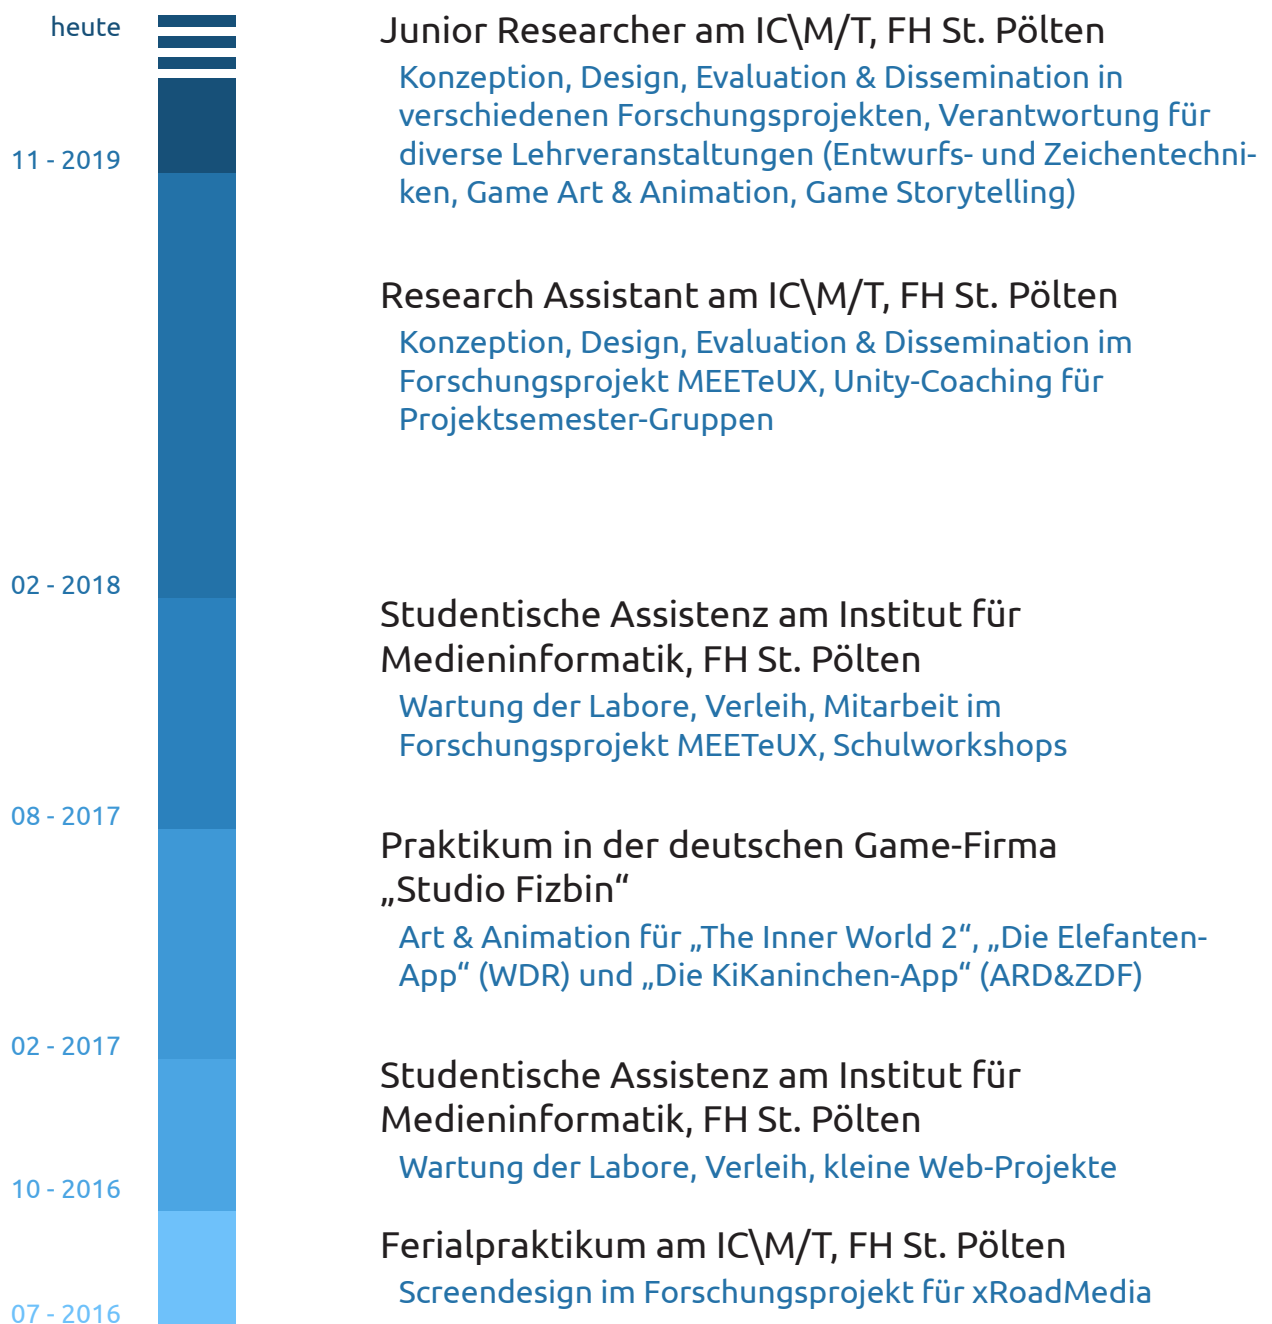 heute
Junior Researcher am IC\M/T, FH St. Pölten
Konzeption, Design, Evaluation & Dissemination in
verschiedenen Forschungsprojekten, Verantwortung für
diverse Lehrveranstaltungen (Entwurfs- und Zeichentechni-
ken, Game Art & Animation, Game Storytelling)
11 - 2019
Research Assistant am IC\M/T, FH St. Pölten
Konzeption, Design, Evaluation & Dissemination im
Forschungsprojekt MEETeUX, Unity-Coaching für
Projektsemester-Gruppen
02 - 2018
Studentische Assistenz am Institut für
Medieninformatik, FH St. Pölten
Wartung der Labore, Verleih, Mitarbeit im
Forschungsprojekt MEETeUX, Schulworkshops
08 - 2017
Praktikum in der deutschen Game-Firma
„Studio Fizbin“
Art & Animation für „The Inner World 2“, „Die Elefanten-
App“ (WDR) und „Die KiKaninchen-App“ (ARD&ZDF)
02 - 2017
Studentische Assistenz am Institut für
Medieninformatik, FH St. Pölten
Wartung der Labore, Verleih, kleine Web-Projekte
10 - 2016
Ferialpraktikum am IC\M/T, FH St. Pölten
Screendesign im Forschungsprojekt für xRoadMedia
07 - 2016